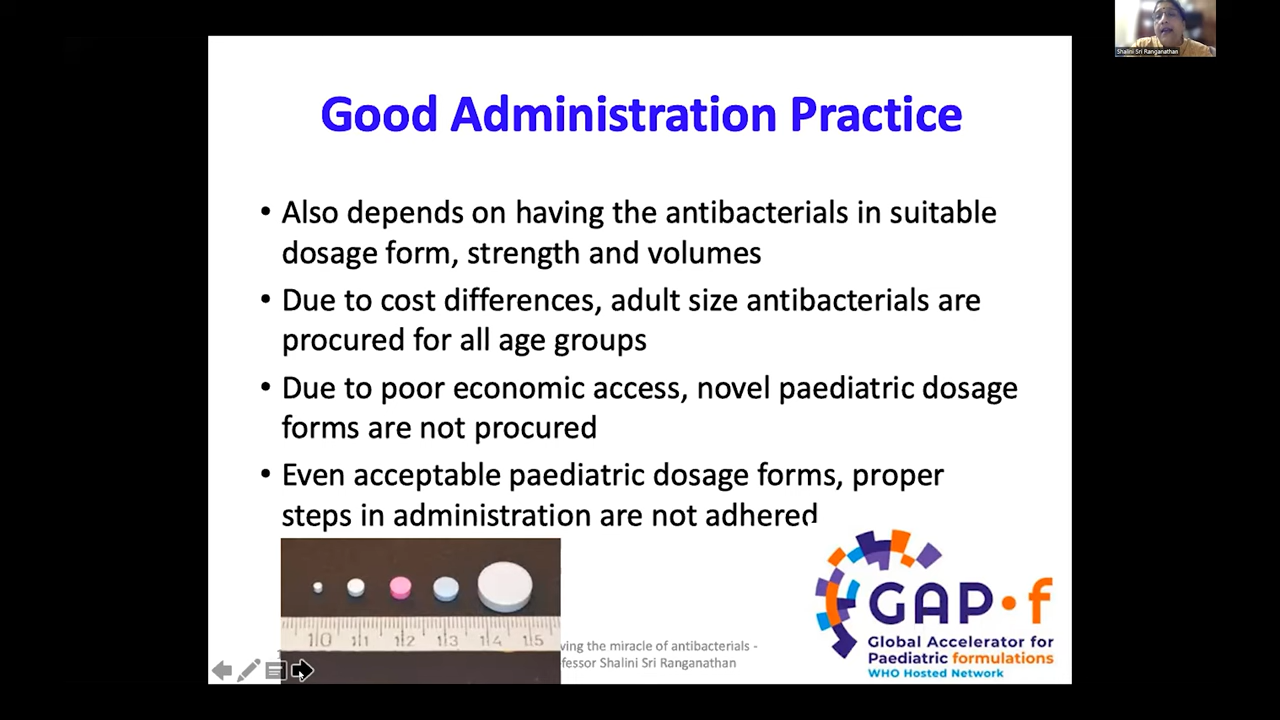 Shalini Sri Ranganathan
Good Administration Practice
• Also depends on having the antibacterials in suitable
dosage form, strength and volumes
• Due to cost differences, adult size antibacterials are
procured for all age groups
• Due to poor economic access, novel paediatric dosage
forms are not procured
• Even acceptable paediatric dosage forms, proper
steps in administration are not adhered
10 11 12 13 14 15
ving the miracle of antibacterials -
fessor Shalini Sri Ranganathan
GAP•f
Global Accelerator for
Paediatric formulations
WHO Hosted Network